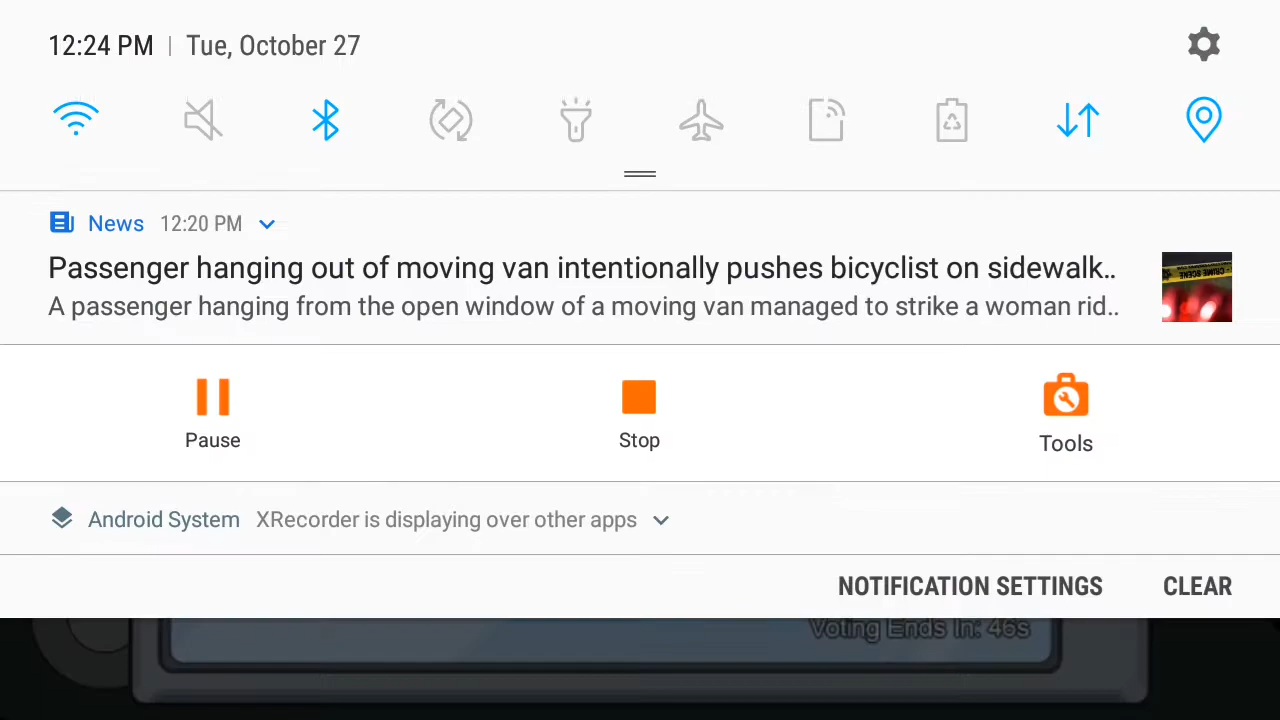 12:24 PM | Tue, October 27
News 12:20 PM
Passenger hanging out of moving van intentionally pushes bicyclist on sidewalk..
CRIME SCENE
A passenger hanging from the open window of a moving van managed to strike a woman rid..
Pause
Stop
Tools
Android System XRecorder is displaying over other apps
NOTIFICATION SETTINGS CLEAR
Voting Ends In: 46s